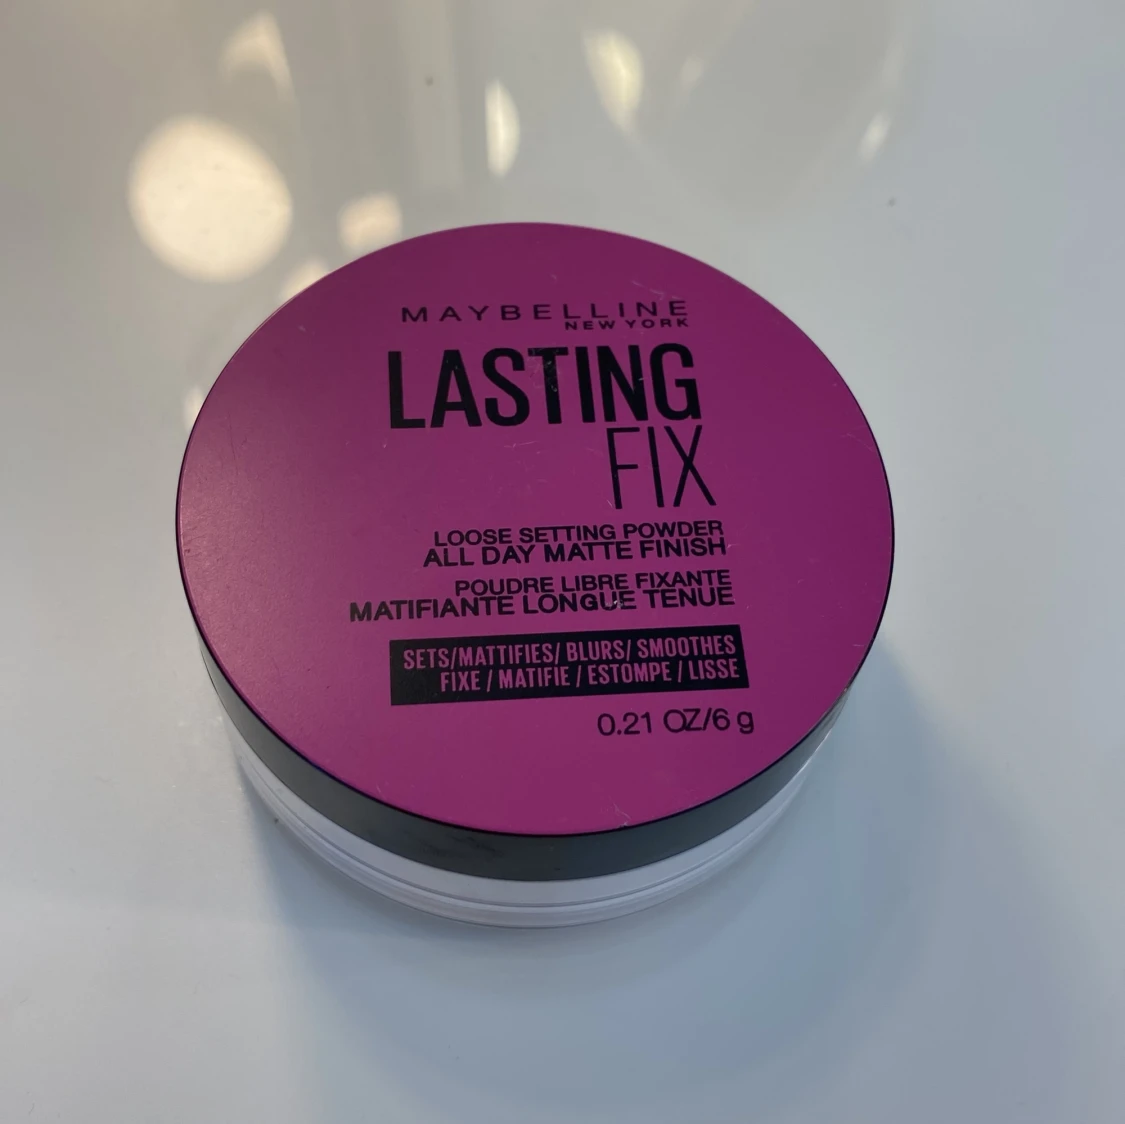 MAYBELLINE
NEW YORK
LASTING
FIX
LOOSE SETTING POWDER
ALL DAY MATTE FINISH
POUDRE LIBRE FIXANTE
MATIFIANTE LONGUE TENUE
SETS/MATTIFIES/ BLURS/ SMOOTHES
FIXE / MATIFIE / ESTOMPE / LISSE
0.21 OZ/6 g